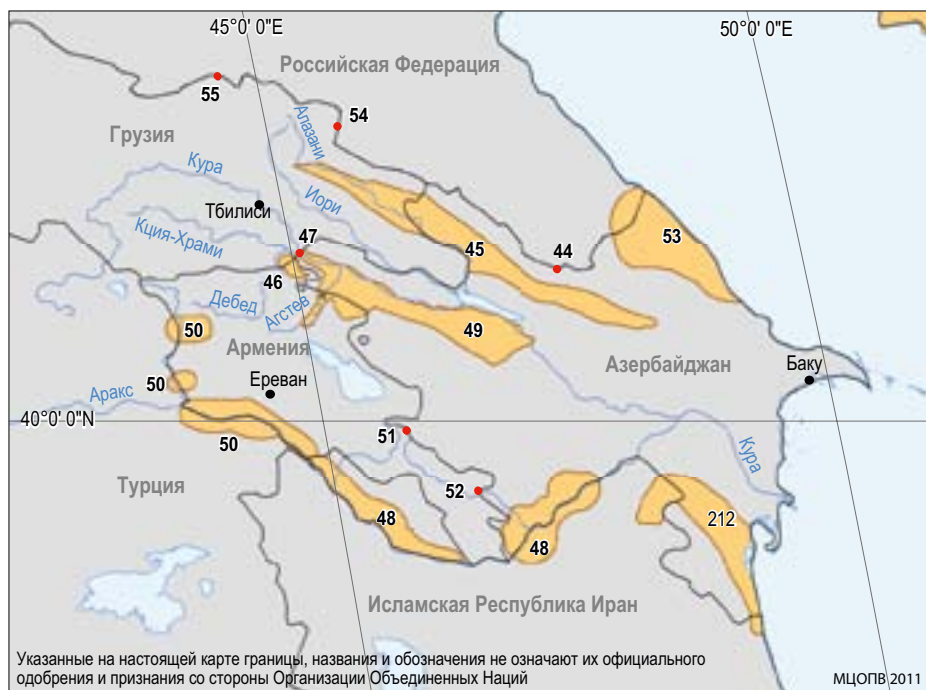 45°0' 0"E
50°0' 0"E
Российская Федерация
55
54
Грузия
Алазани
Кура
Иори
Тбилиси
Кция-Храми
47
45
44
53
46
Дебед
Агстев
50
49
Армения
Азербайджан
Баку
50
Ереван
Аракс
40°0' 0"N
51
50
Кура
52
Турция
48
48
212
Исламская Республика Иран
Указанные на настоящей карте границы, названия и обозначения не означают их официального
одобрения и признания со стороны Организации Объединенных Наций
МЦОПВ 2011